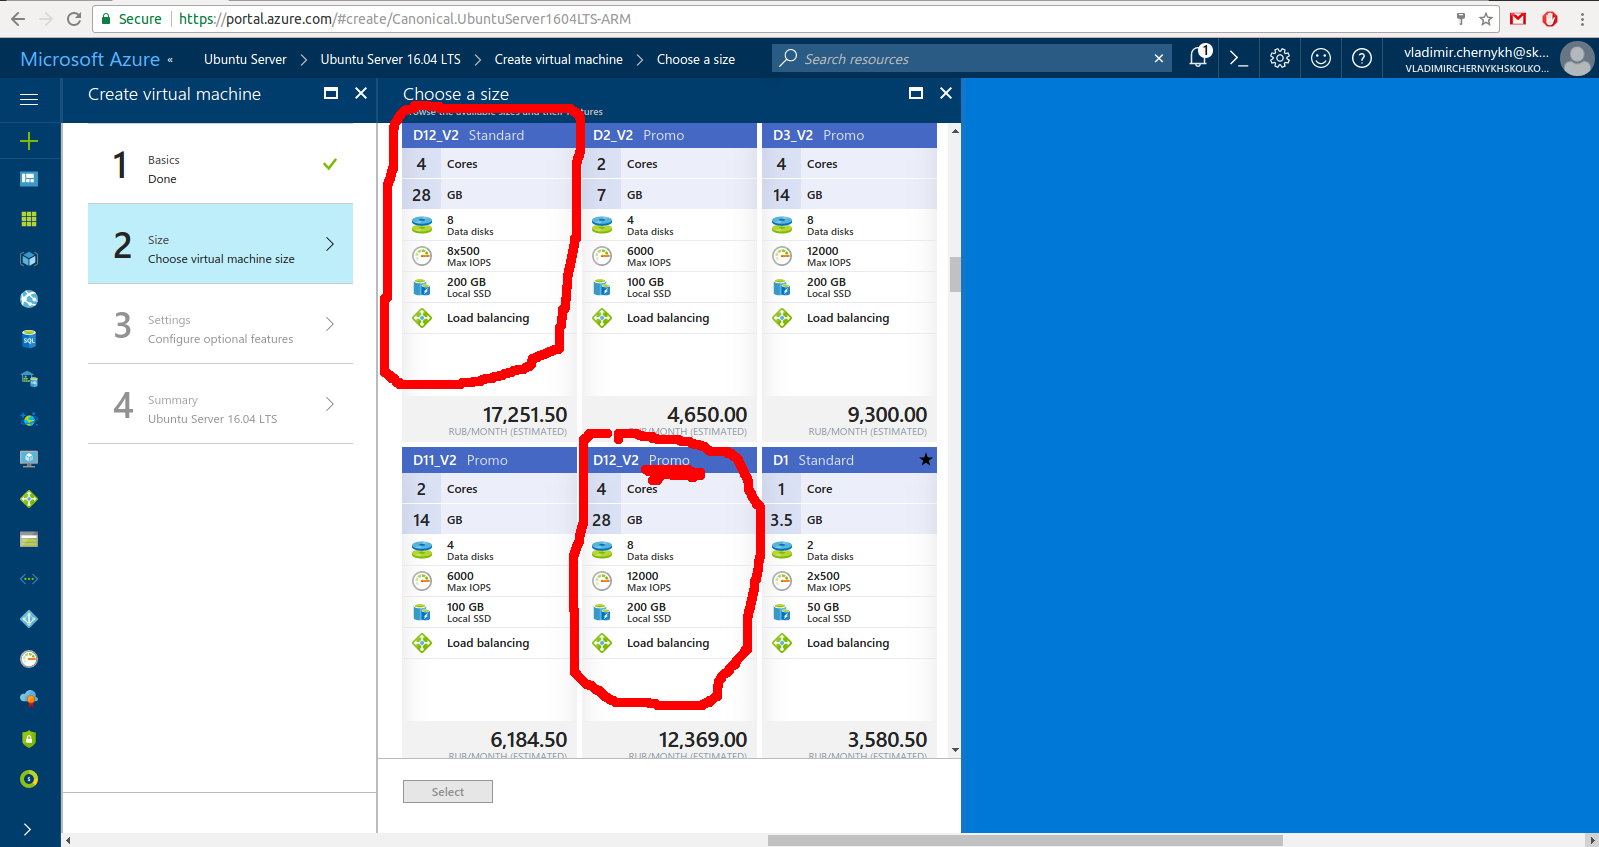 Secure https://portal.azure.com/#create/Canonical.UbuntuServer1604LTS-ARM
Microsoft Azure «
Ubuntu Server > Ubuntu Server 16.04 LTS > Create virtual machine > Choose a size
Search resources
1
vladimir.chernykh@sk...
VLADIMIRCHERNYKHSKOLKO...
Create virtual machine
1
Basics
Done
2
Size
Choose virtual machine size
3
Settings
Configure optional features
4
Summary
Ubuntu Server 16.04 LTS
SQL
Choose a size
the available sizes and their
D12_V2 Standard
4 Cores
28 GB
8
Data disks
8x500
Max IOPS
200 GB
Local SSD
Load balancing
17,251.50
RUB/MONTH (ESTIMATED)
D2_V2 Promo
2 Cores
7 GB
4
Data disks
6000
Max IOPS
100 GB
Local SSD
Load balancing
4,650.00
RUB/MONTH (ESTIMATED)
D3_V2 Promo
4 Cores
14 GB
8
Data disks
12000
Max IOPS
200 GB
Local SSD
Load balancing
9,300.00
RUB/MONTH (ESTIMATED)
D11_V2 Promo
2 Cores
14 GB
4
Data disks
6000
Max IOPS
100 GB
Local SSD
Load balancing
6,184.50
RUB/MONTH (ESTIMATED)
D12_V2 Promo
4 Cores
28 GB
8
Data disks
12000
Max IOPS
200 GB
Local SSD
Load balancing
12,369.00
RUB/MONTH (ESTIMATED)
D1 Standard
1 Core
3.5 GB
2
Data disks
2x500
Max IOPS
50 GB
Local SSD
Load balancing
3,580.50
RUB/MONTH (ESTIMATED)
Select